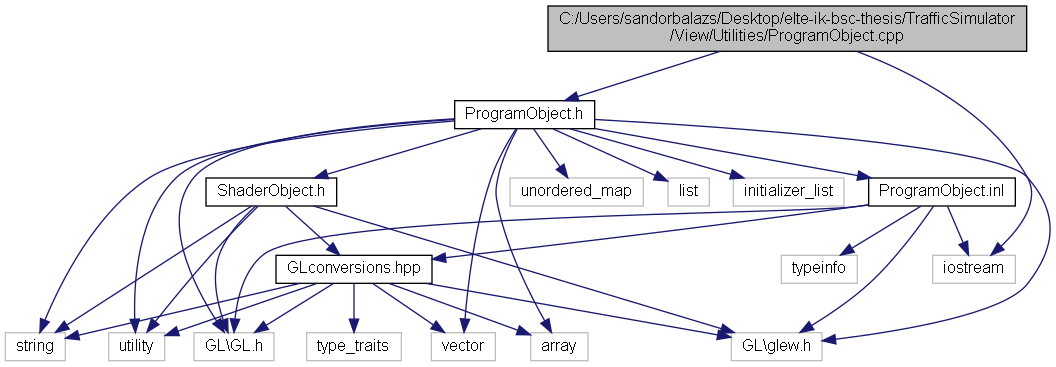 C:/Users/sandorbalazs/Desktop/elte-ik-bsc-thesis/TrafficSimulator
/View/Utilities/ProgramObject.cpp
ProgramObject.h
ShaderObject.h
unordered_map
list
initializer_list
ProgramObject.inl
GLconversions.hpp
typeinfo
iostream
string
utility
GL\GL.h
type_traits
vector
array
GL\glew.h